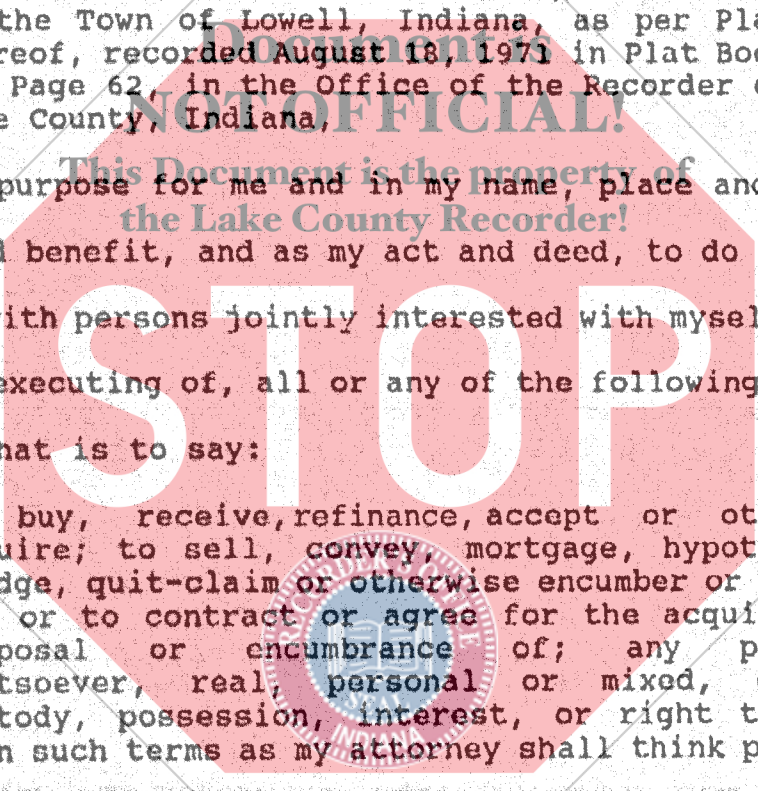 the Town of Lowell, Indiana, as per Pla
reof, recorded August 18, 1971 in Plat Boo
Document is
Page 62, in the Office of the Recorder o
NOT OFFICIAL!
e County, Indiana,
This Document is the property of
purpose for me and in my name, place and
the Lake County Recorder!
d benefit, and as my act and deed, to do
ith persons jointly interested with mysel
STOP
executing of, all or any of the following
hat is to say:
buy, receive, refinance, accept or ot
uire; to sell, convey, mortgage, hypot
dge, quit-claim or otherwise encumber or
or to contract or agree for the acqui
posal or encumbrance of; any p
tsoever, real, personal or mixed,
tody, possession, interest, or right t
n such terms as my attorney shall think p
RECORDER'S OFFICE
SEAL
INDIANA